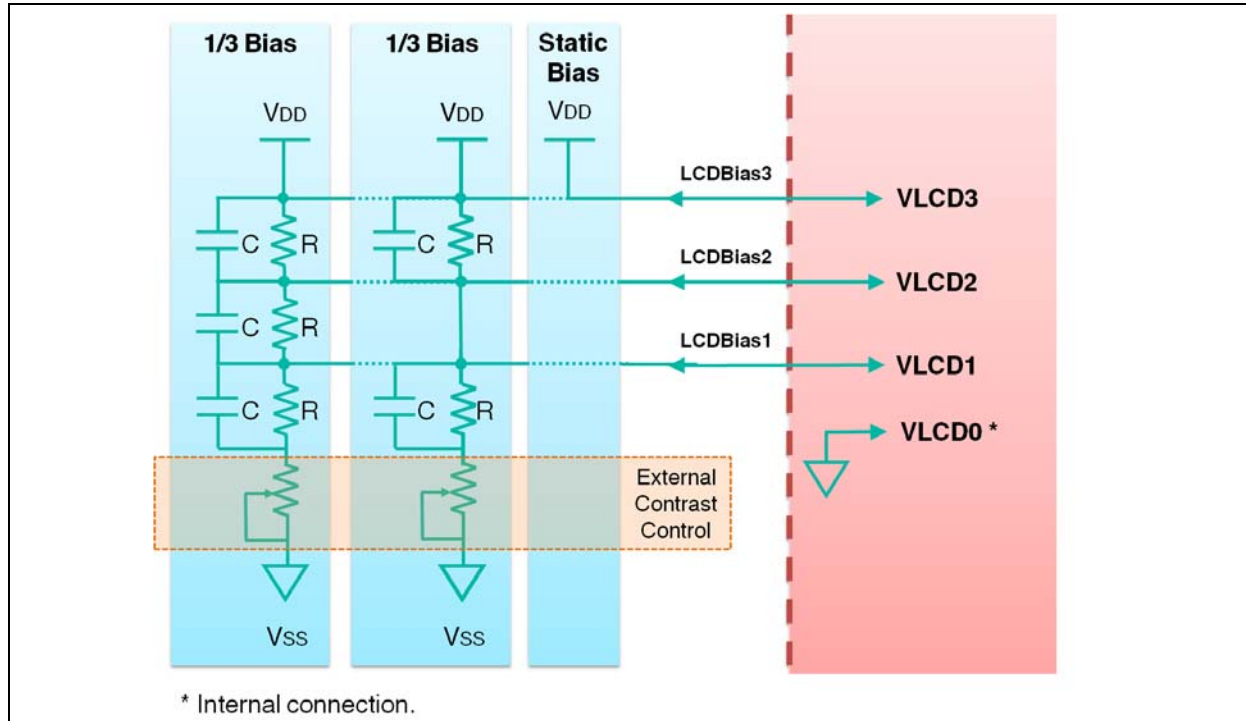 1/3 Bias
1/3 Bias
Static
Bias
VDD
VDD
VDD
LCDBias3
VLCD3
C
R
C
R
LCDBias2
VLCD2
C
R
LCDBias1
VLCD1
C
R
C
R
VLCD0 *
External
Contrast
Control
VSS
VSS
* Internal connection.